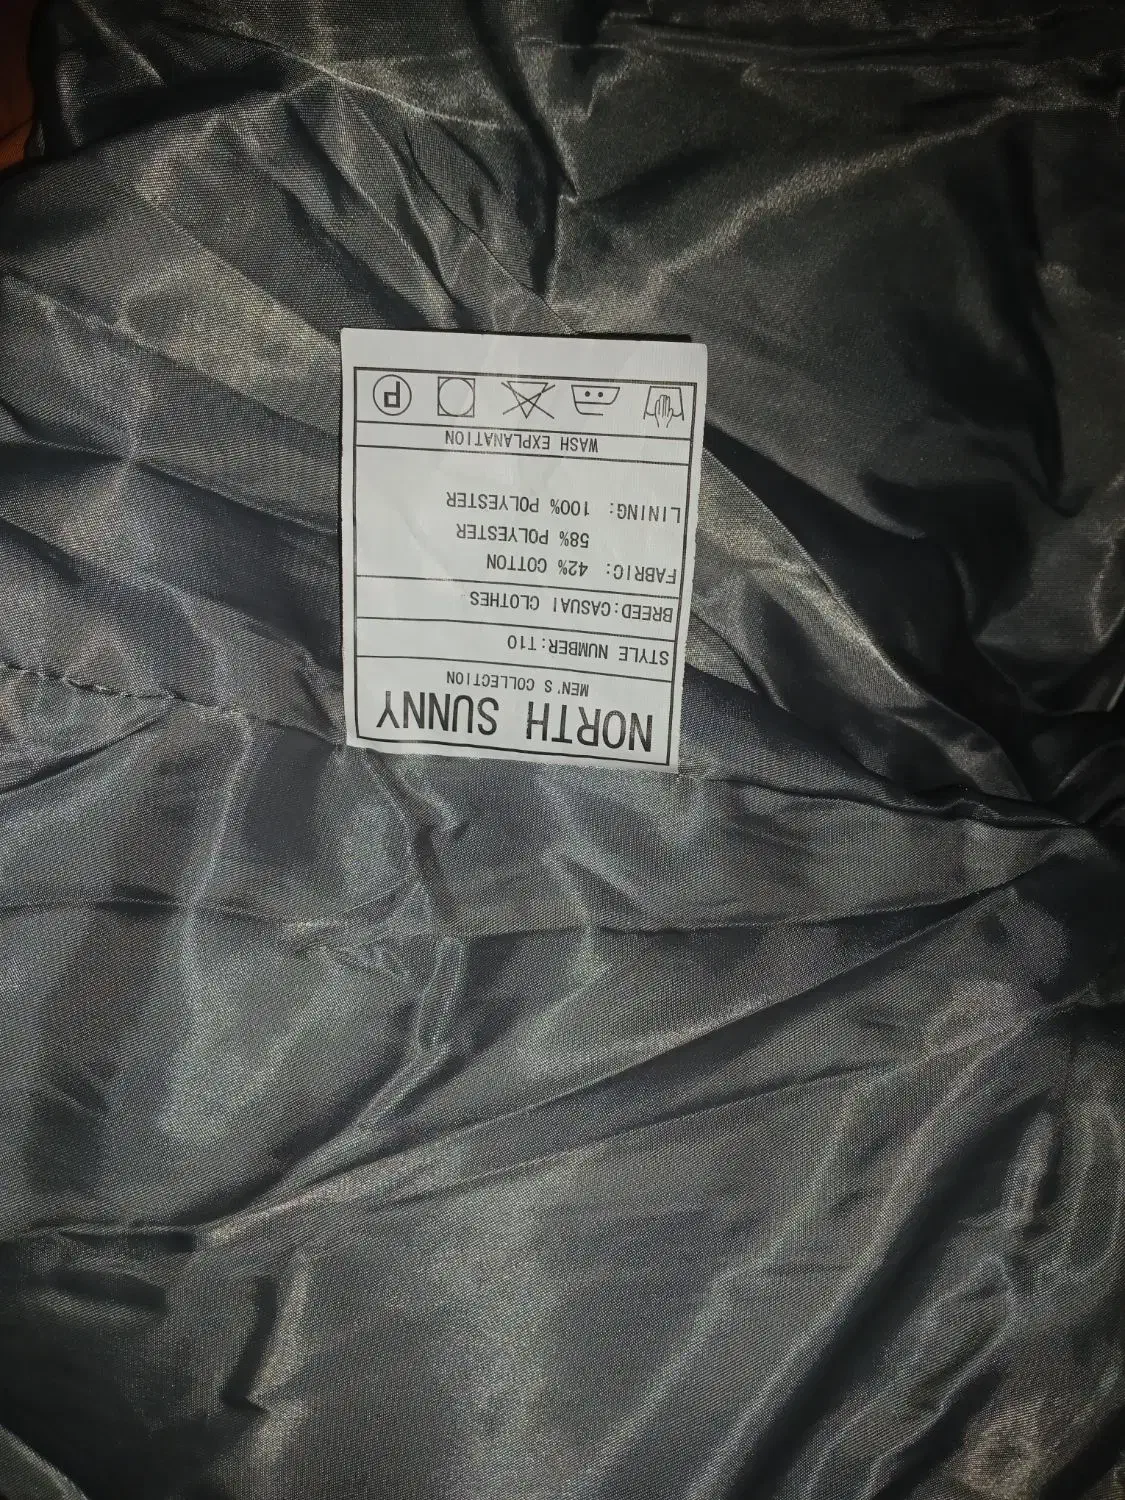 NORTH SUNNY
MEN'S COLLECTION
STYLE NUMBER:T10
BREED:CASUAI CLOTHES
FABRIC: 42% COTTON
58% POLYESTER
LINING: 100% POLYESTER
WASH EXPLANATION
P